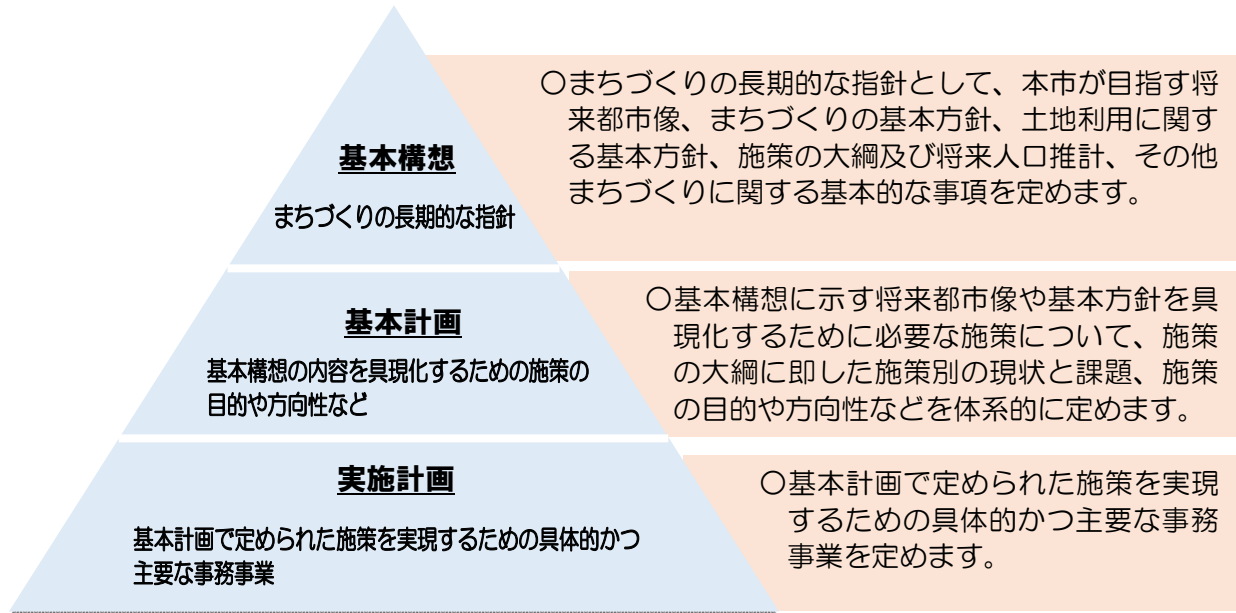 基本構想
まちづくりの長期的な指針
〇まちづくりの長期的な指針として、本市が目指す将
来都市像、まちづくりの基本方針、土地利用に関す
る基本方針、施策の大綱及び将来人口推計、その他
まちづくりに関する基本的な事項を定めます。
基本計画
基本構想の内容を具現化するための施策の
目的や方向性など
〇基本構想に示す将来都市像や基本方針を具
現化するために必要な施策について、施策
の大綱に即した施策別の現状と課題、施策
の目的や方向性などを体系的に定めます。
実施計画
基本計画で定められた施策を実現するための具体的かつ
主要な事務事業
〇基本計画で定められた施策を実現
するための具体的かつ主要な事務
事業を定めます。